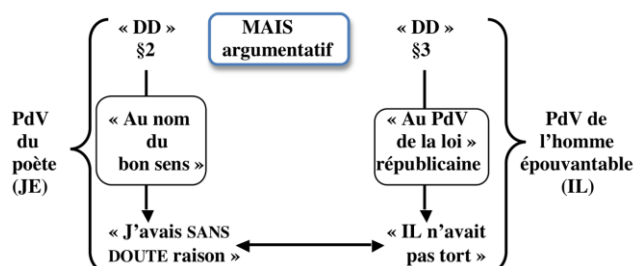 « DD »
§2
MAIS
argumentatif
« DD »
§3
PdV
du
poète
(JE)
« Au nom
du
bon sens »
« Au PdV
de la loi »
républicaine
PdV de
l’homme
épouvantable
(IL)
« J’avais SANS
DOUTE raison »
« IL n’avait
pas tort »